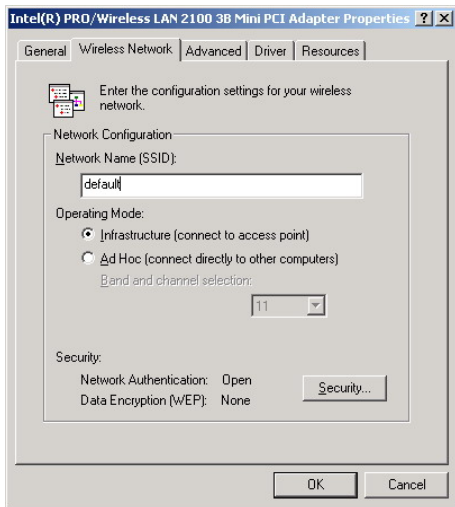 Intel(R) PRO/Wireless LAN 2100 3B Mini PCI Adapter Properties
General Wireless Network Advanced Driver Resources
Enter the configuration settings for your wireless
network.
Network Configuration
Network Name (SSID):
default
Operating Mode:
Infrastructure (connect to access point)
Ad Hoc (connect directly to other computers)
Band and channel selection:
11
Security:
Network Authentication: Open
Data Encryption (WEP): None
Security...
OK Cancel